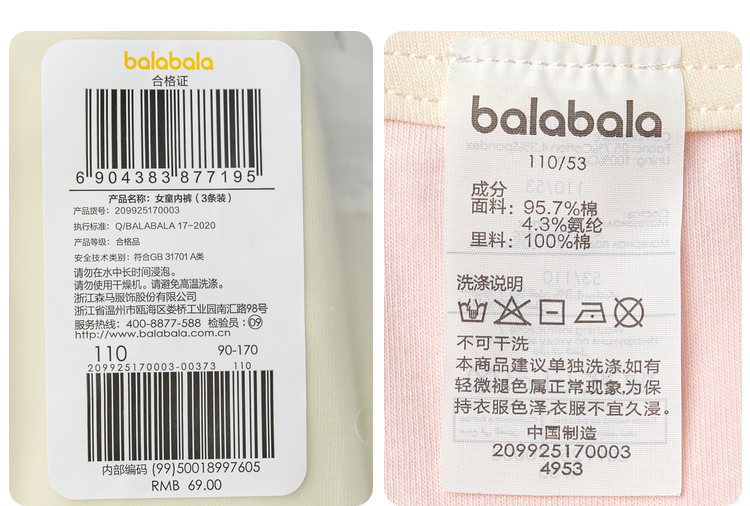 balabala
合格证
6 904383 877195
产品名称：女童内裤（3条装）
产品货号：209925170003
执行标准：Q/BALABALA 17-2020
产品等级：合格品
安全技术类别：符合GB 31701 A类
请勿在水中长时间浸泡。
请勿使用干燥机。请避免高温洗涤。
浙江森马服饰股份有限公司
浙江省温州市瓯海区娄桥工业园南汇路98号
服务热线：400-8877-588 检验员：09
http://www.balabala.com.cn
110 90-170
209925170003-00373 110
内部编码 (99)50018997605
RMB 69.00
balabala
110/53
成分
面料：95.7%棉
4.3%氨纶
里料：100%棉
洗涤说明
不可干洗
本商品建议单独洗涤,如有
轻微褪色属正常现象,为保
持衣服色泽,衣服不宜久浸。
中国制造
209925170003
4953